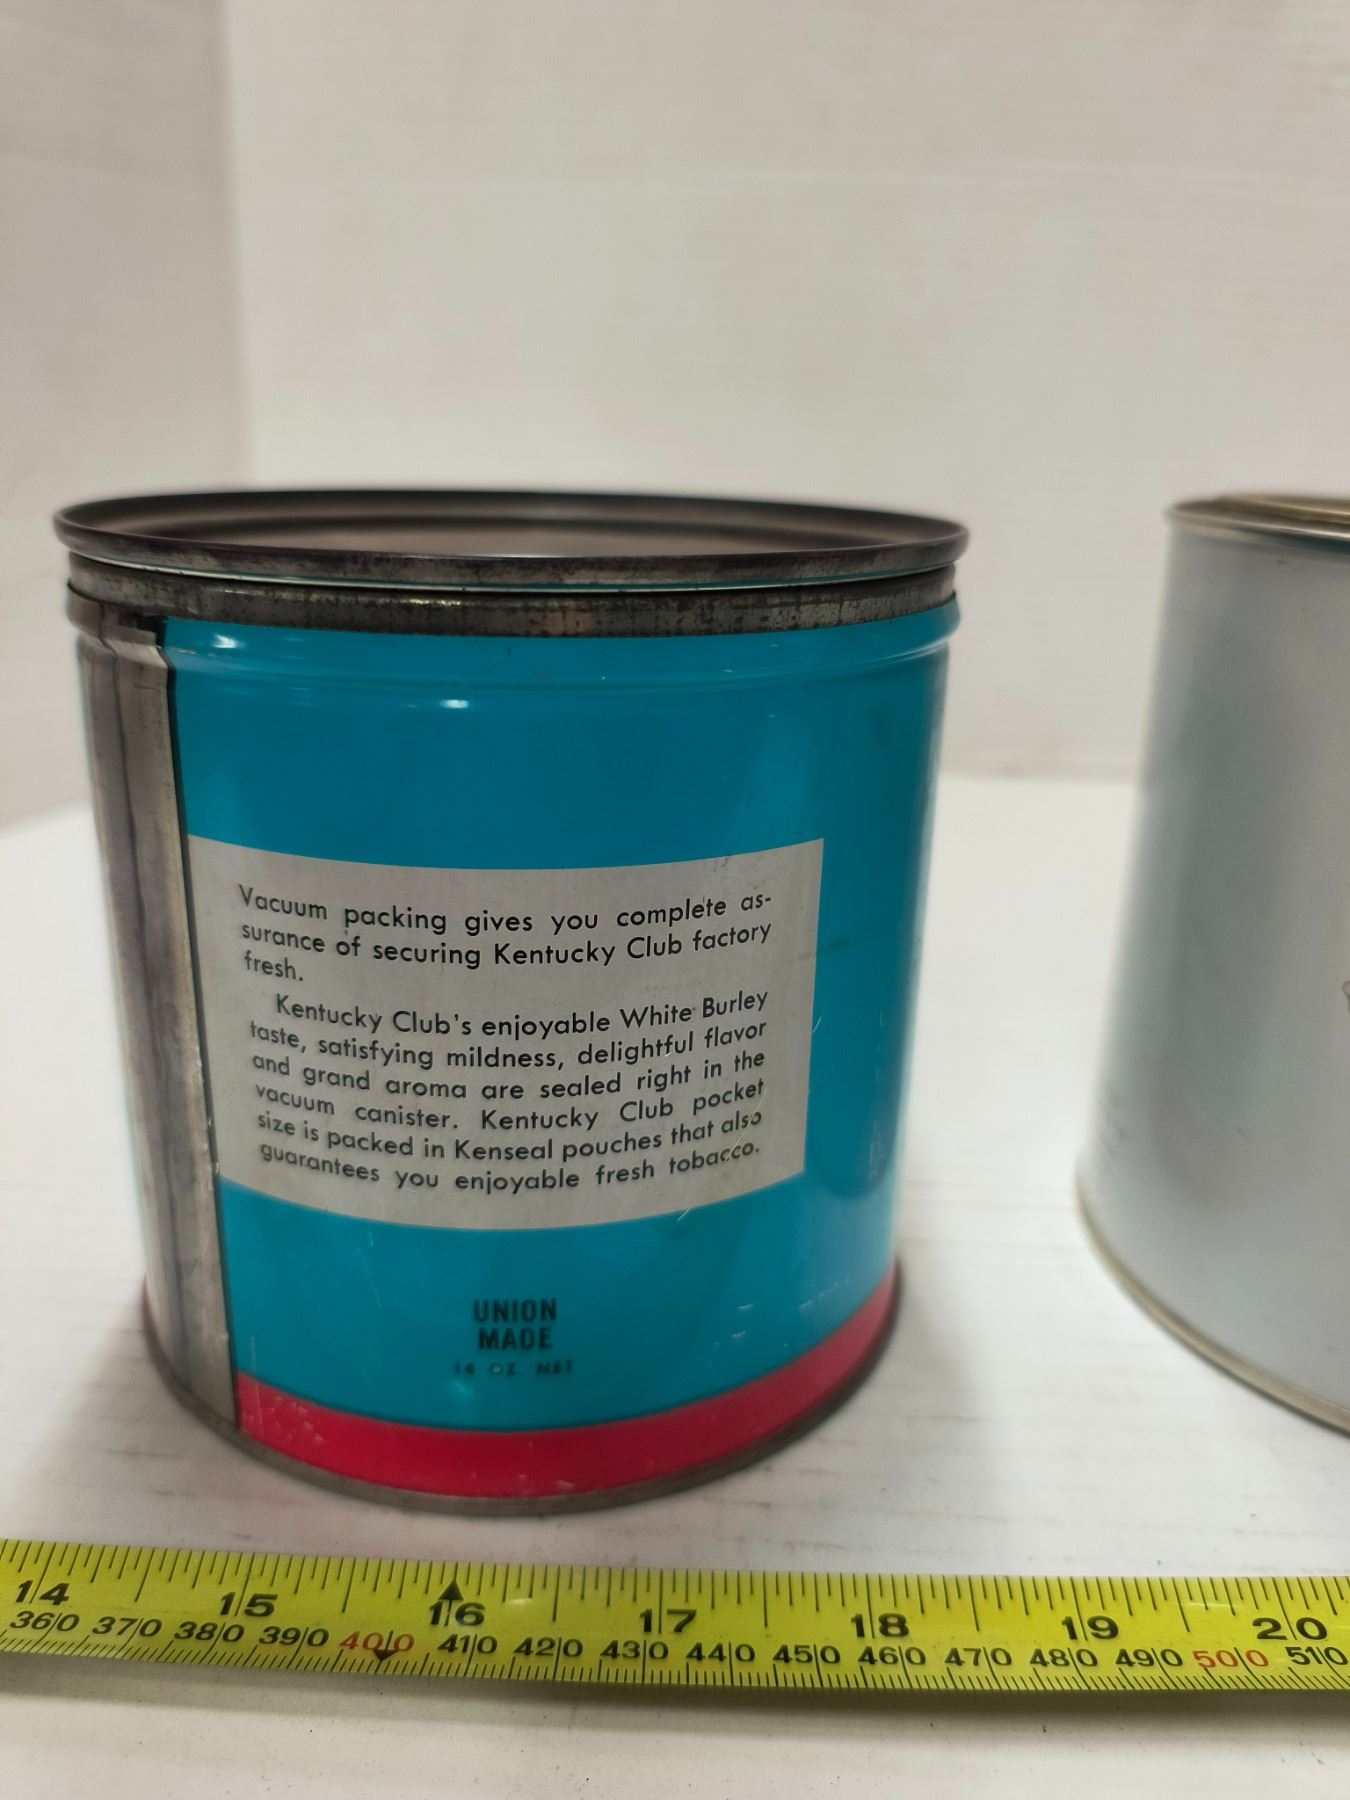 Vacuum packing gives you complete as-
surance of securing Kentucky Club factory
fresh.
Kentucky Club's enjoyable White Burley
taste, satisfying mildness, delightful flavor
and grand aroma are sealed right in the
vacuum canister. Kentucky Club pocket
size is packed in Kenseal pouches that also
guarantees you enjoyable fresh tobacco.
UNION
MADE
14 OZ. NET
14 15 16 17 18 19 20
360 370 380 390 400 410 420 430 440 450 460 470 480 490 500 510